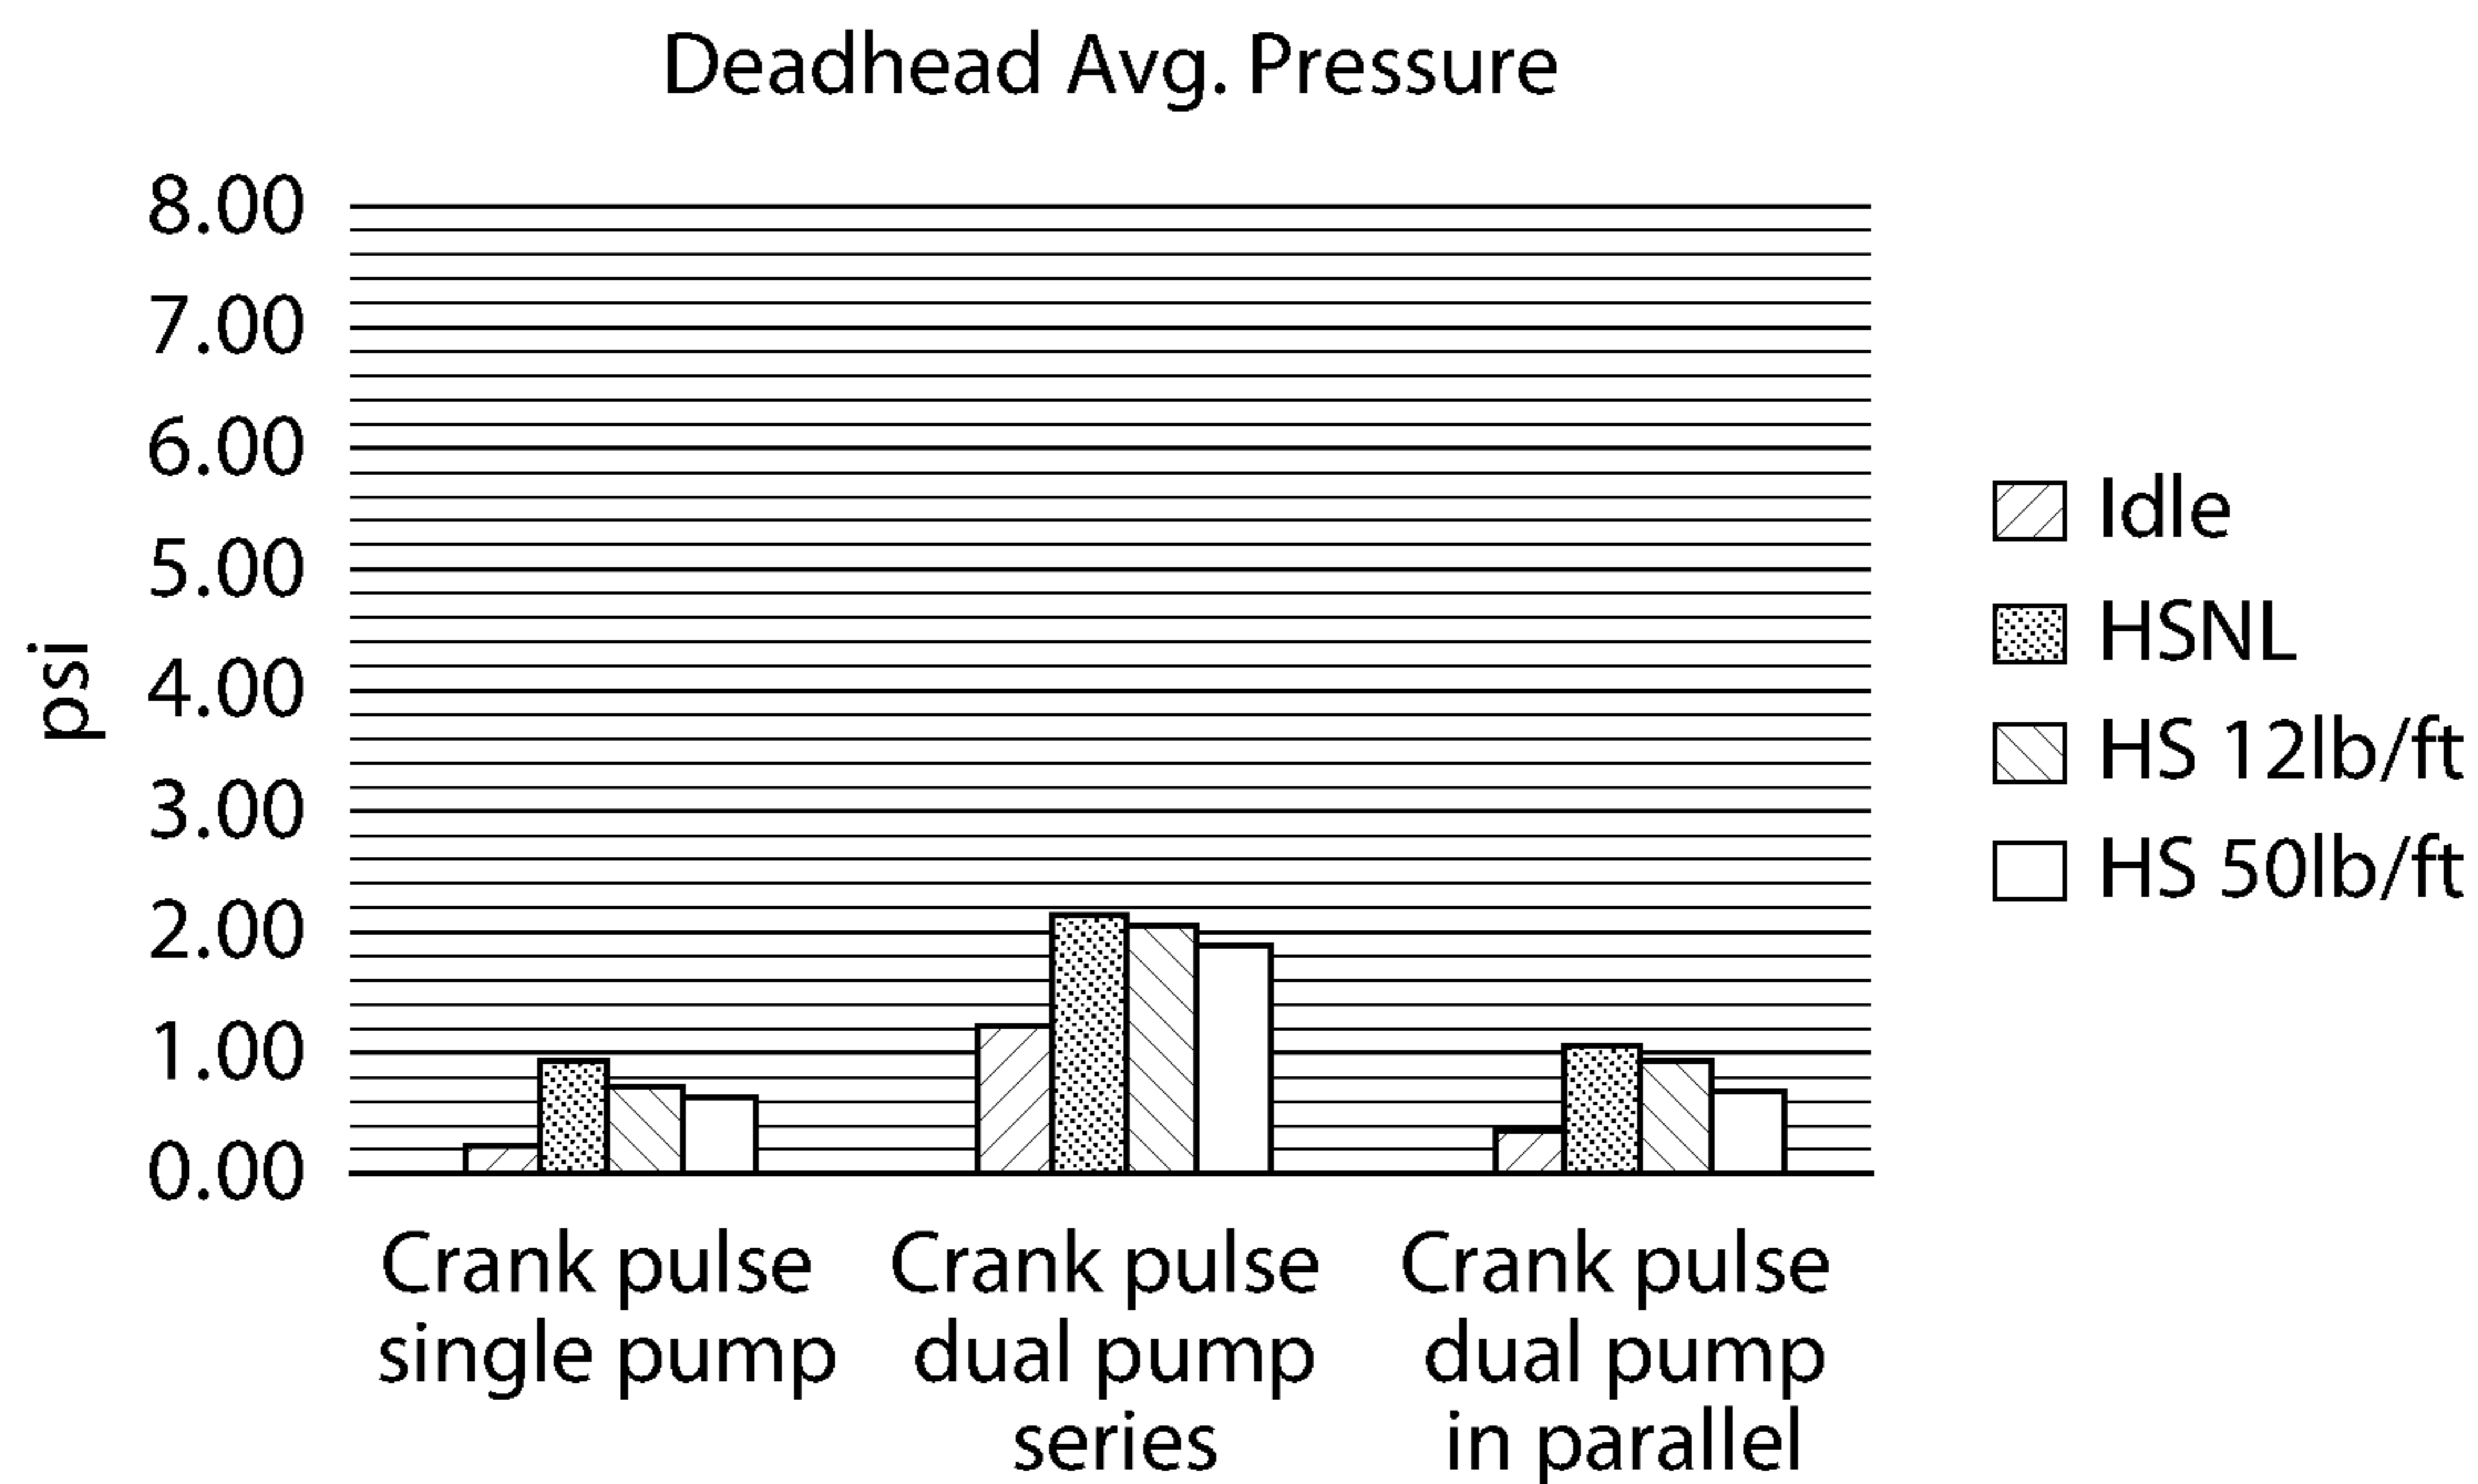 Deadhead Avg. Pressure
8.00
7.00
6.00
5.00
4.00
3.00
2.00
1.00
0.00
psi
Crank pulse
single pump
Crank pulse
dual pump
series
Crank pulse
dual pump
in parallel
Idle
HSNL
HS 12lb/ft
HS 50lb/ft